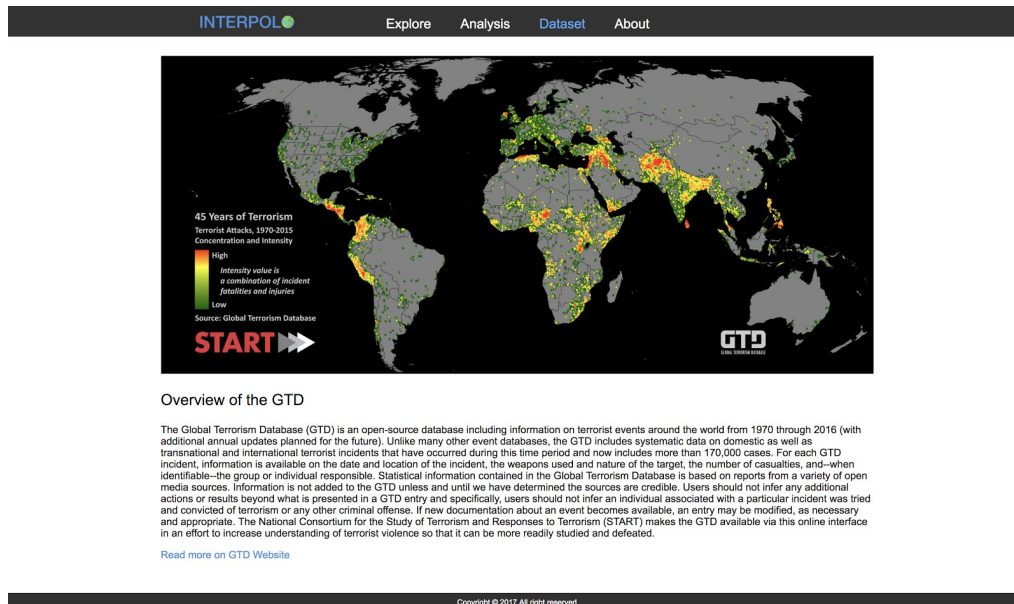 INTERPOL
Explore Analysis Dataset About
45 Years of Terrorism
Terrorist Attacks, 1970-2015
Concentration and Intensity
High
Intensity value is
a combination of incident
fatalities and injuries
Low
Source: Global Terrorism Database
START
GTD
GLOBAL TERRORISM DATABASE
Overview of the GTD
The Global Terrorism Database (GTD) is an open-source database including information on terrorist events around the world from 1970 through 2016 (with
additional annual updates planned for the future). Unlike many other event databases, the GTD includes systematic data on domestic as well as
transnational and international terrorist incidents that have occurred during this time period and now includes more than 170,000 cases. For each GTD
incident, information is available on the date and location of the incident, the weapons used and nature of the target, the number of casualties, and--when
identifiable--the group or individual responsible. Statistical information contained in the Global Terrorism Database is based on reports from a variety of open
media sources. Information is not added to the GTD unless and until we have determined the sources are credible. Users should not infer any additional
actions or results beyond what is presented in a GTD entry and specifically, users should not infer an individual associated with a particular incident was tried
and convicted of terrorism or any other criminal offense. If new documentation about an event becomes available, an entry may be modified, as necessary
and appropriate. The National Consortium for the Study of Terrorism and Responses to Terrorism (START) makes the GTD available via this online interface
in an effort to increase understanding of terrorist violence so that it can be more readily studied and defeated.
Read more on GTD Website
Copyright © 2017 All right reserved